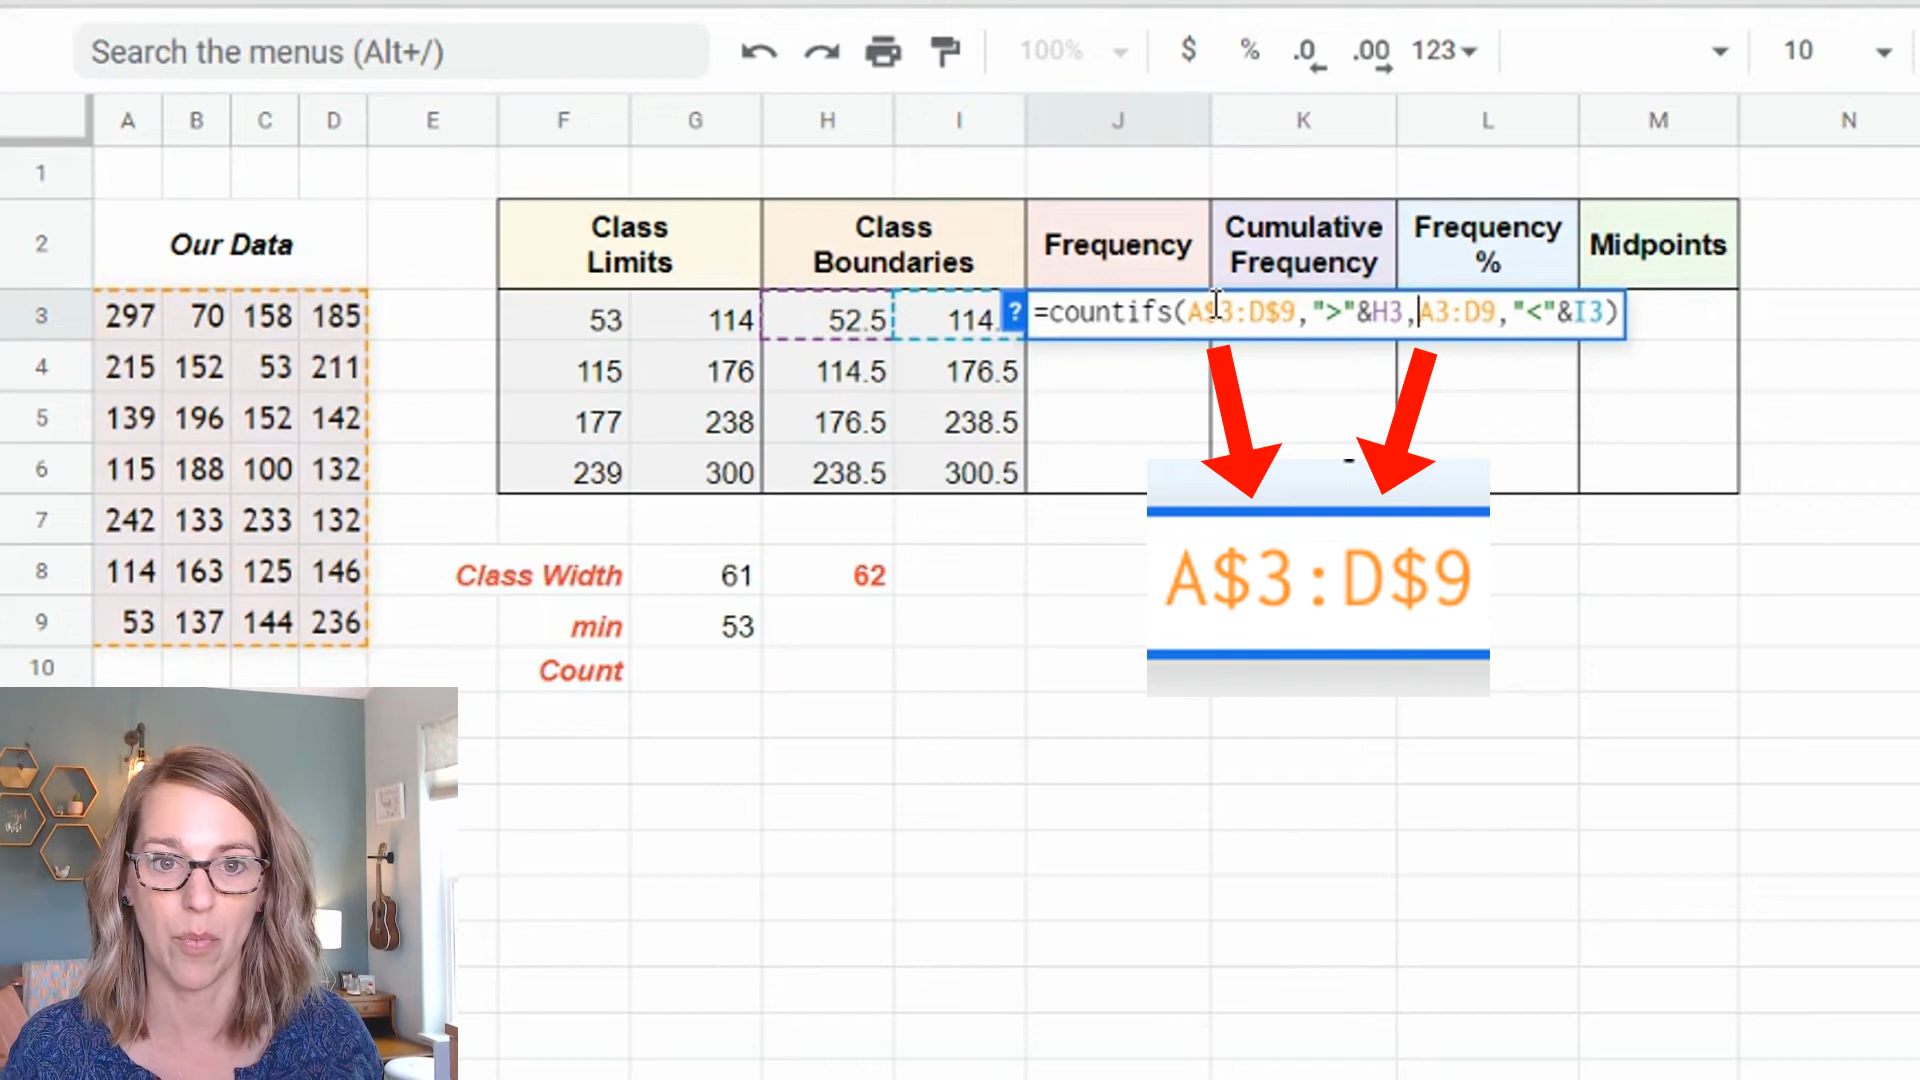 Search the menus (Alt+/) 100% $ % .0 .00 123 10
A B C D E F G H I J K L M N
1
2 Our Data Class Limits Class Boundaries Frequency Cumulative Frequency Frequency % Midpoints
3 297 70 158 185 53 114 52.5 114. ? =countifs(A$3:D$9,">"&H3,A3:D9,"<"&I3)
4 215 152 53 211 115 176 114.5 176.5
5 139 196 152 142 177 238 176.5 238.5
6 115 188 100 132 239 300 238.5 300.5
7 242 133 233 132
8 114 163 125 146 Class Width 61 62
9 53 137 144 236 min 53
10 Count
A$3:D$9